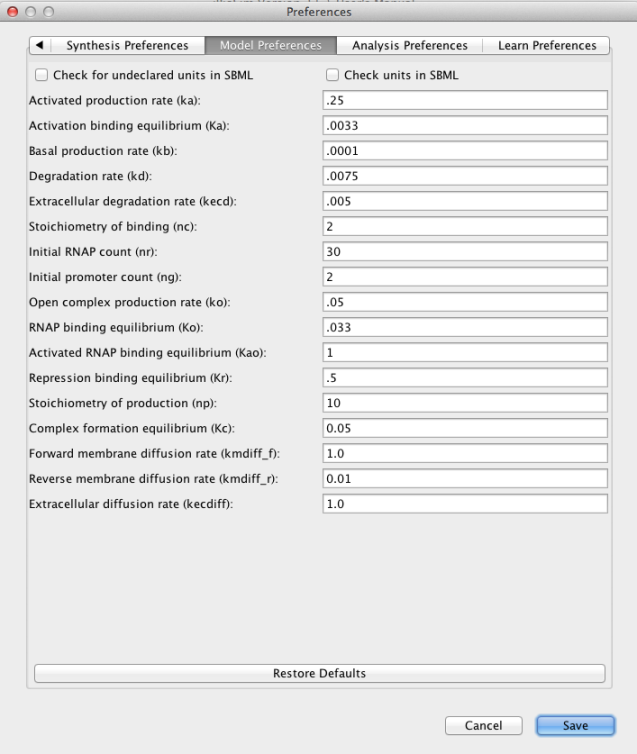 Preferences
Synthesis Preferences Model Preferences Analysis Preferences Learn Preferences
Check for undeclared units in SBML Check units in SBML
Activated production rate (ka): .25
Activation binding equilibrium (Ka): .0033
Basal production rate (kb): .0001
Degradation rate (kd): .0075
Extracellular degradation rate (kecd): .005
Stoichiometry of binding (nc): 2
Initial RNAP count (nr): 30
Initial promoter count (ng): 2
Open complex production rate (ko): .05
RNAP binding equilibrium (Ko): .033
Activated RNAP binding equilibrium (Kao): 1
Repression binding equilibrium (Kr): .5
Stoichiometry of production (np): 10
Complex formation equilibrium (Kc): 0.05
Forward membrane diffusion rate (kmdiff_f): 1.0
Reverse membrane diffusion rate (kmdiff_r): 0.01
Extracellular diffusion rate (kecdiff): 1.0
Restore Defaults
Cancel Save